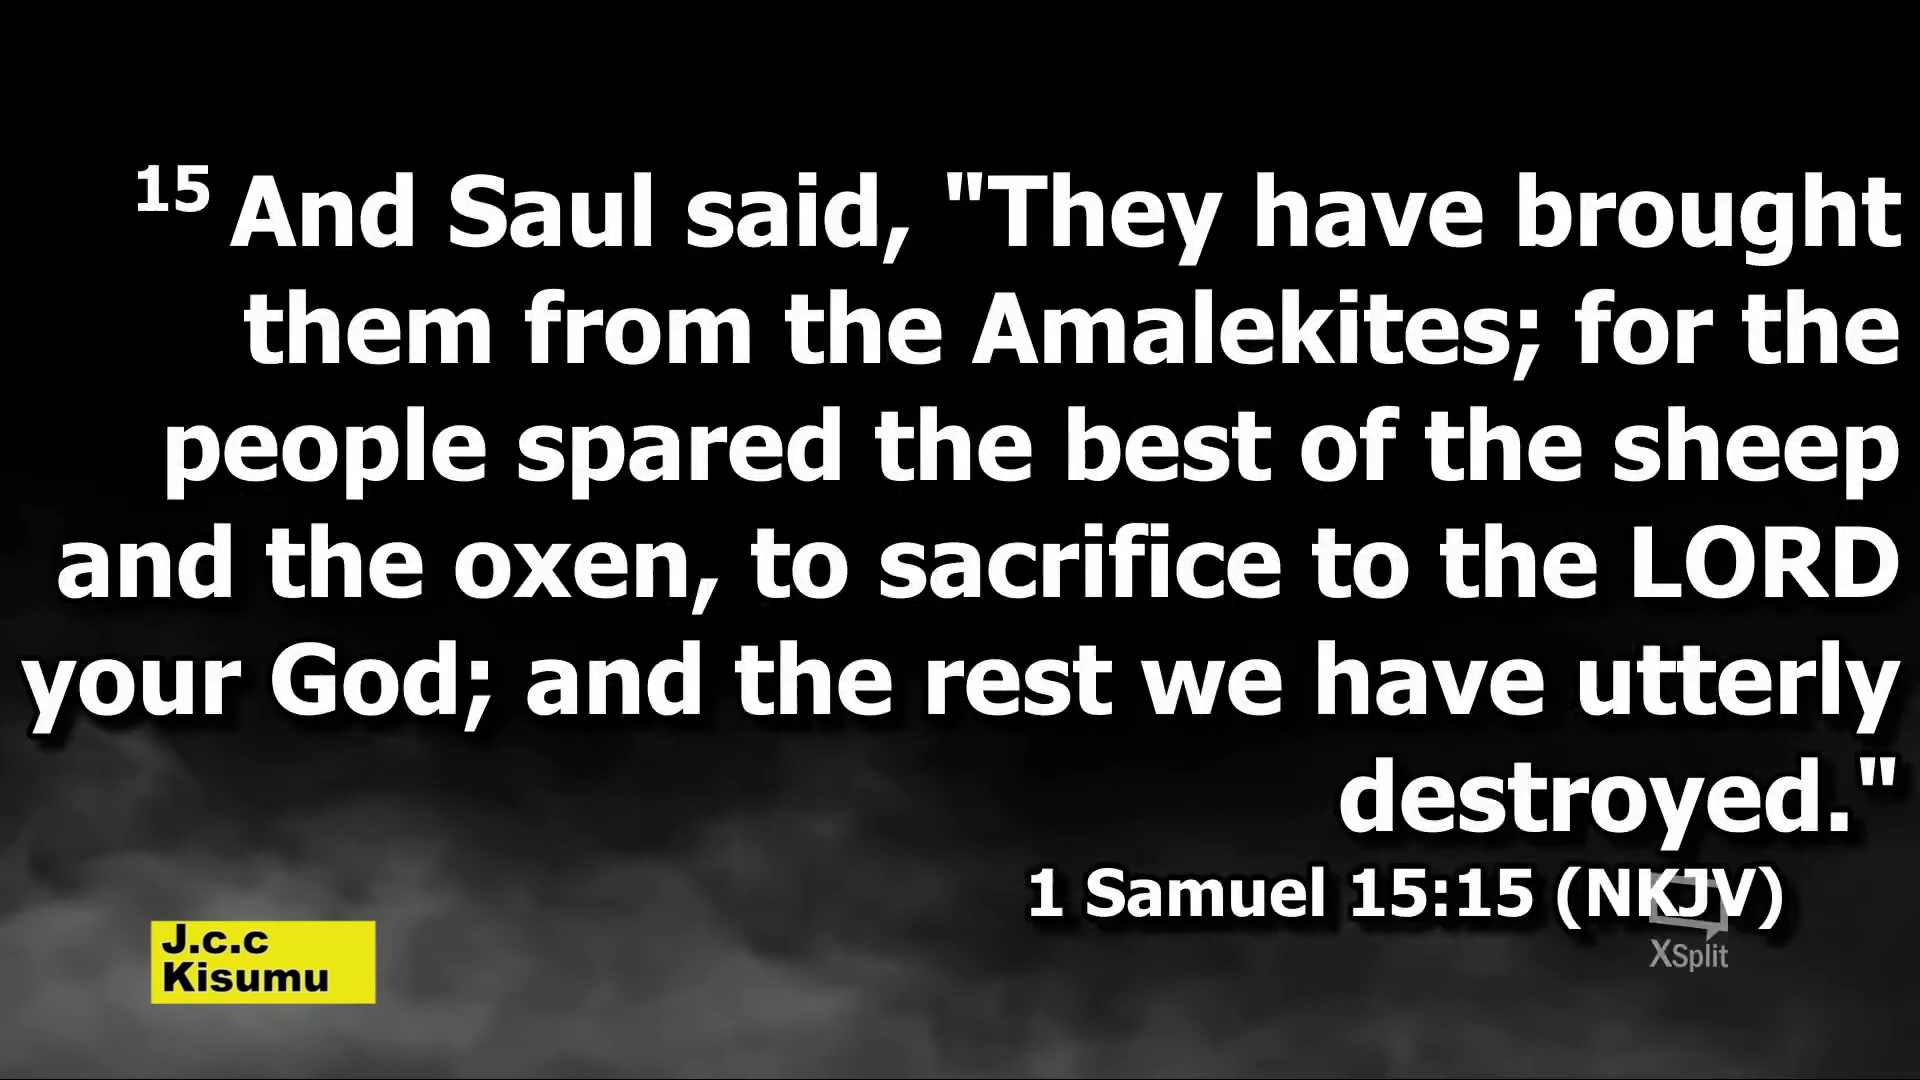 15 And Saul said, "They have brought
them from the Amalekites; for the
people spared the best of the sheep
and the oxen, to sacrifice to the LORD
your God; and the rest we have utterly
destroyed."
1 Samuel 15:15 (NKJV)
J.c.c
Kisumu
XSplit